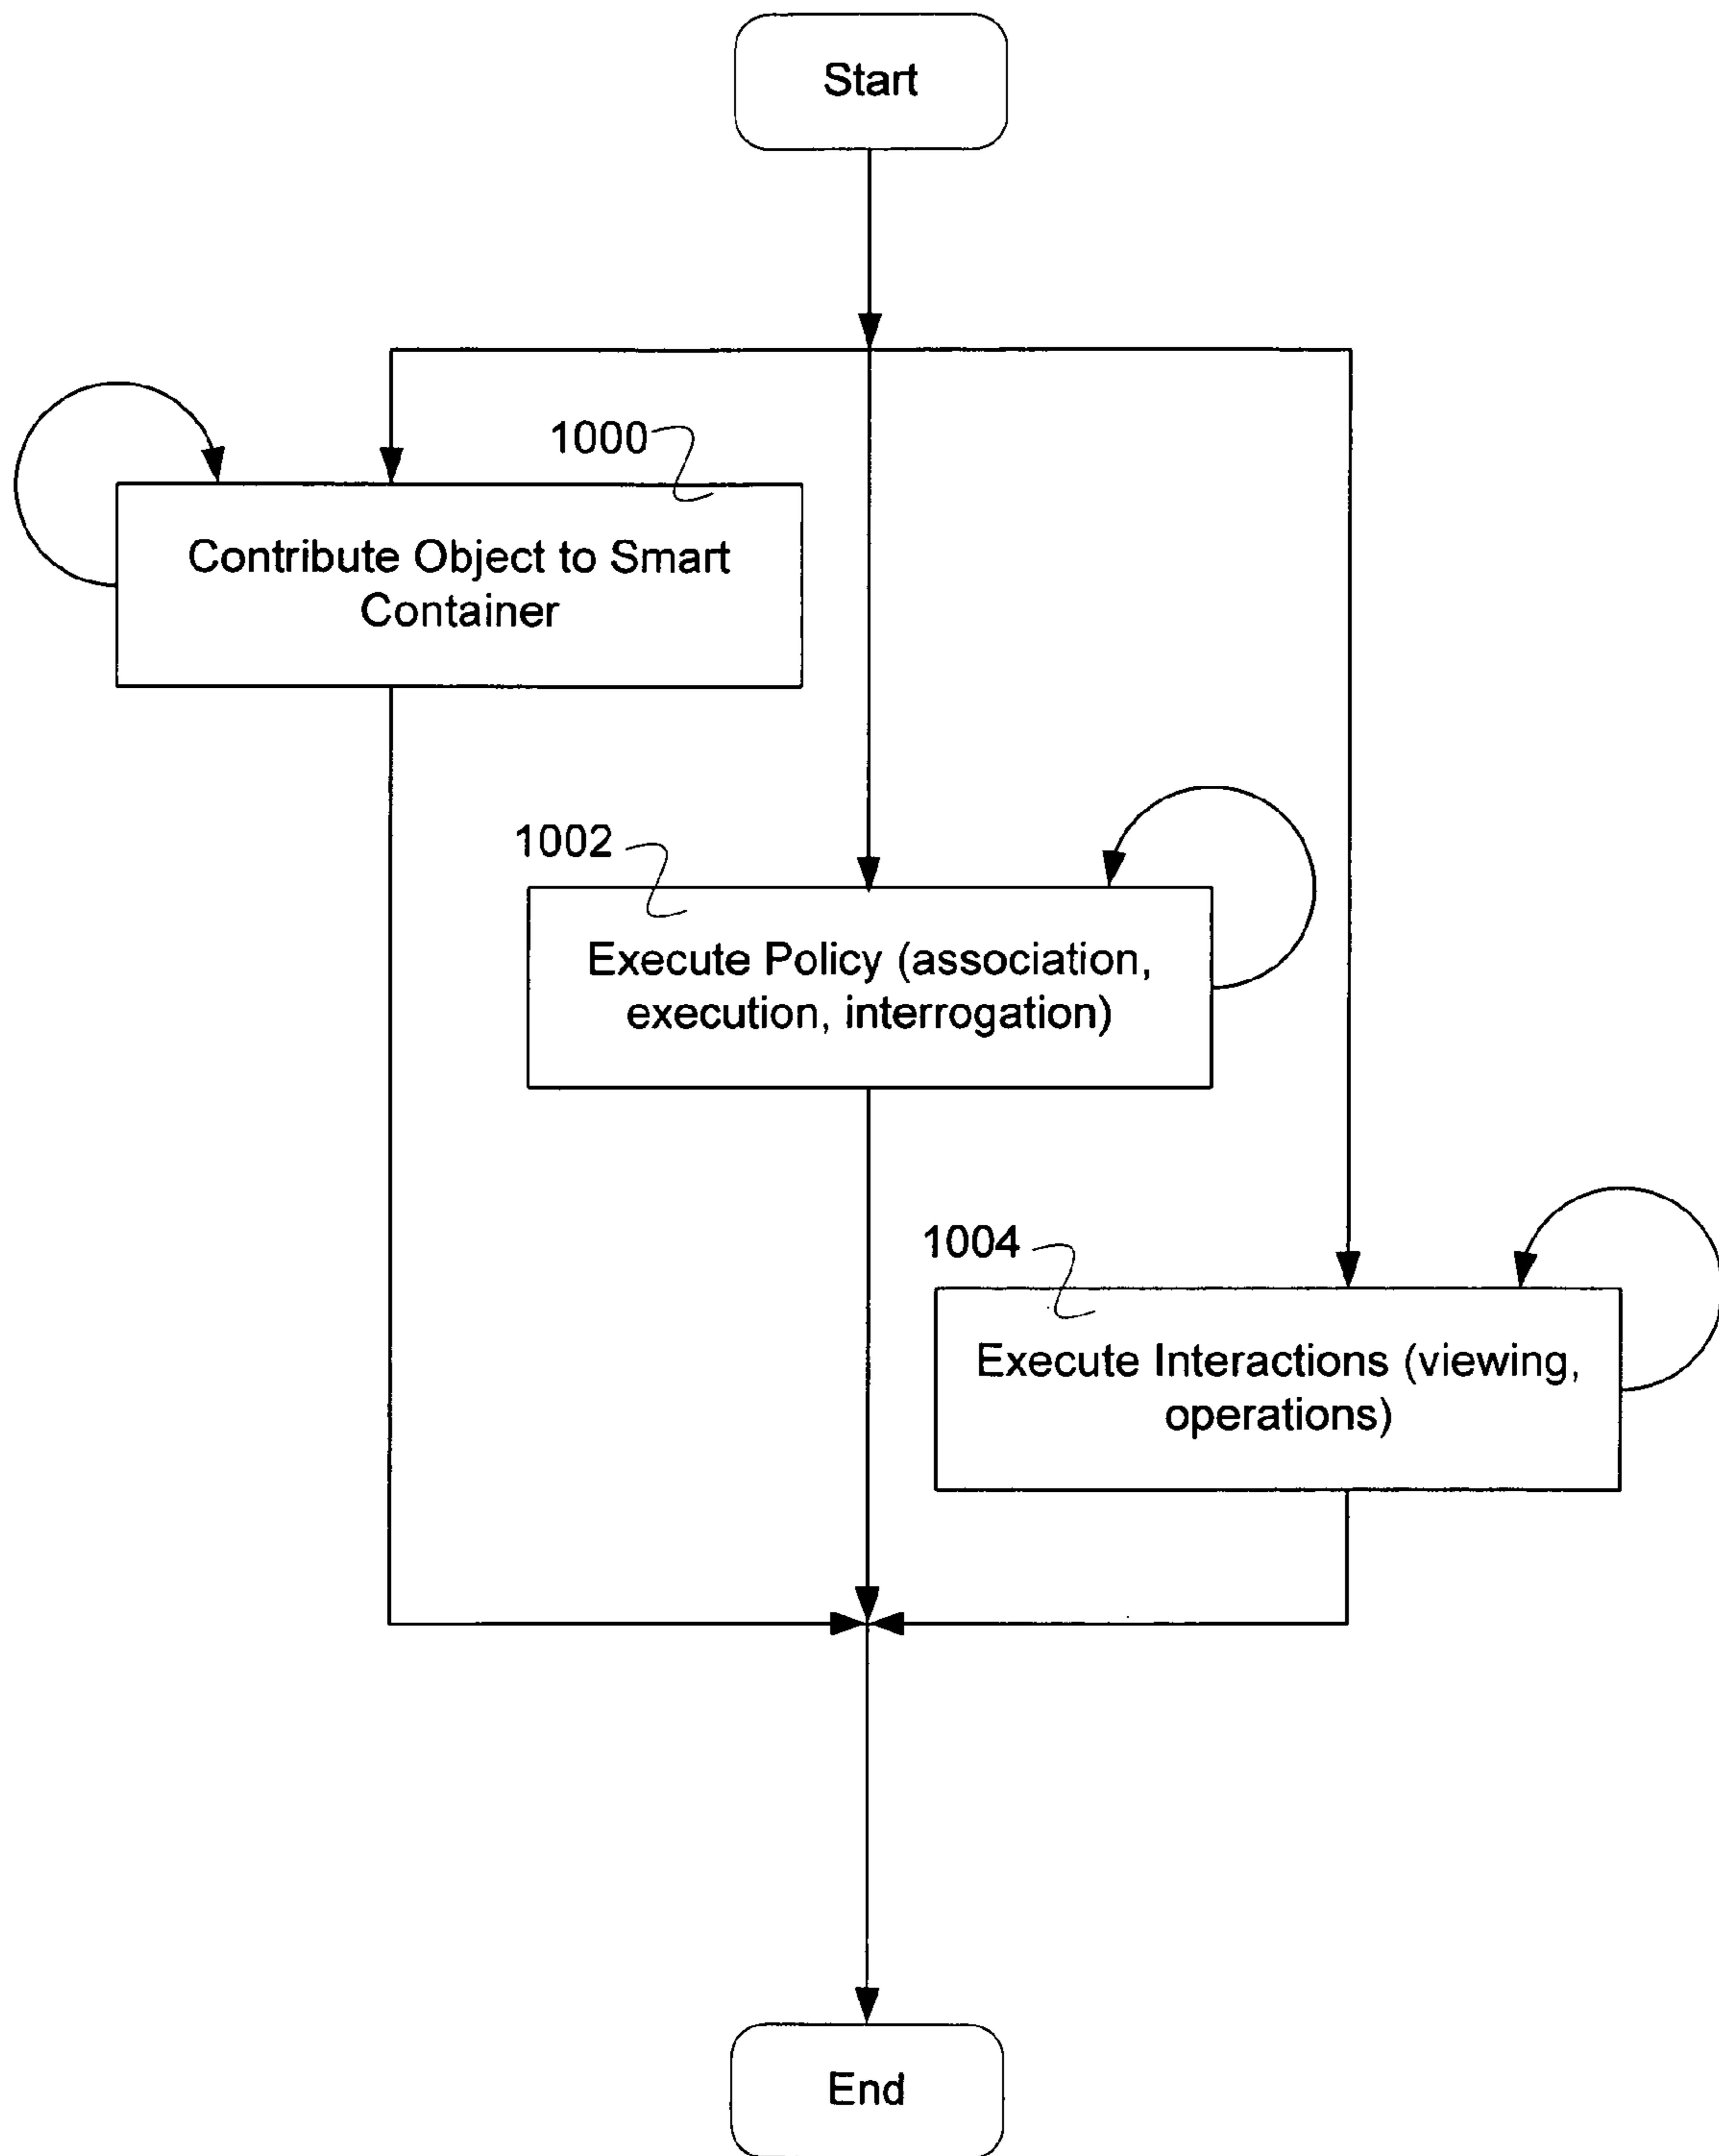 Start
1000
Contribute Object to Smart
Container
1002
Execute Policy (association,
execution, interrogation)
1004
Execute Interactions (viewing,
operations)
End